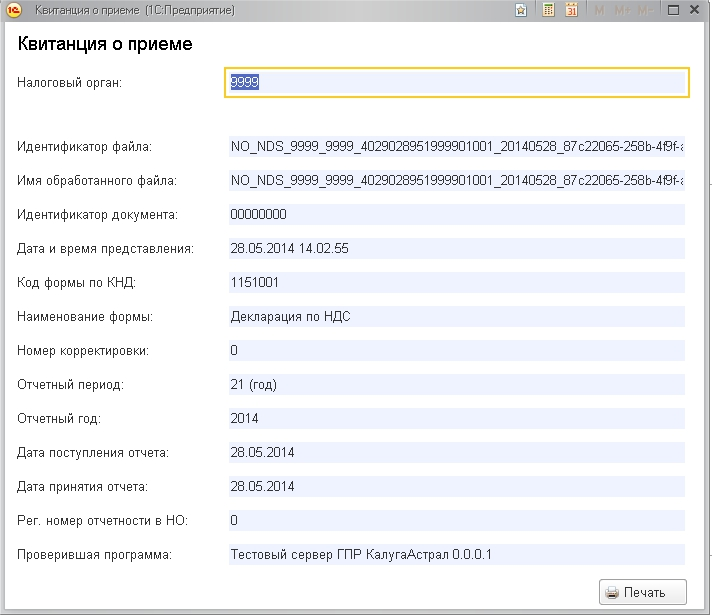 Квитанция о приеме (1С:Предприятие)
M M+ M-
Квитанция о приеме
Налоговый орган: 9999
Идентификатор файла: NO_NDS_9999_9999_4029028951999901001_20140528_87c22065-258b-4f9f-a
Имя обработанного файла: NO_NDS_9999_9999_4029028951999901001_20140528_87c22065-258b-4f9f-a
Идентификатор документа: 00000000
Дата и время представления: 28.05.2014 14.02.55
Код формы по КНД: 1151001
Наименование формы: Декларация по НДС
Номер корректировки: 0
Отчетный период: 21 (год)
Отчетный год: 2014
Дата поступления отчета: 28.05.2014
Дата принятия отчета: 28.05.2014
Рег. номер отчетности в НО: 0
Проверившая программа: Тестовый сервер ГПР КалугаАстрал 0.0.0.1
Печать